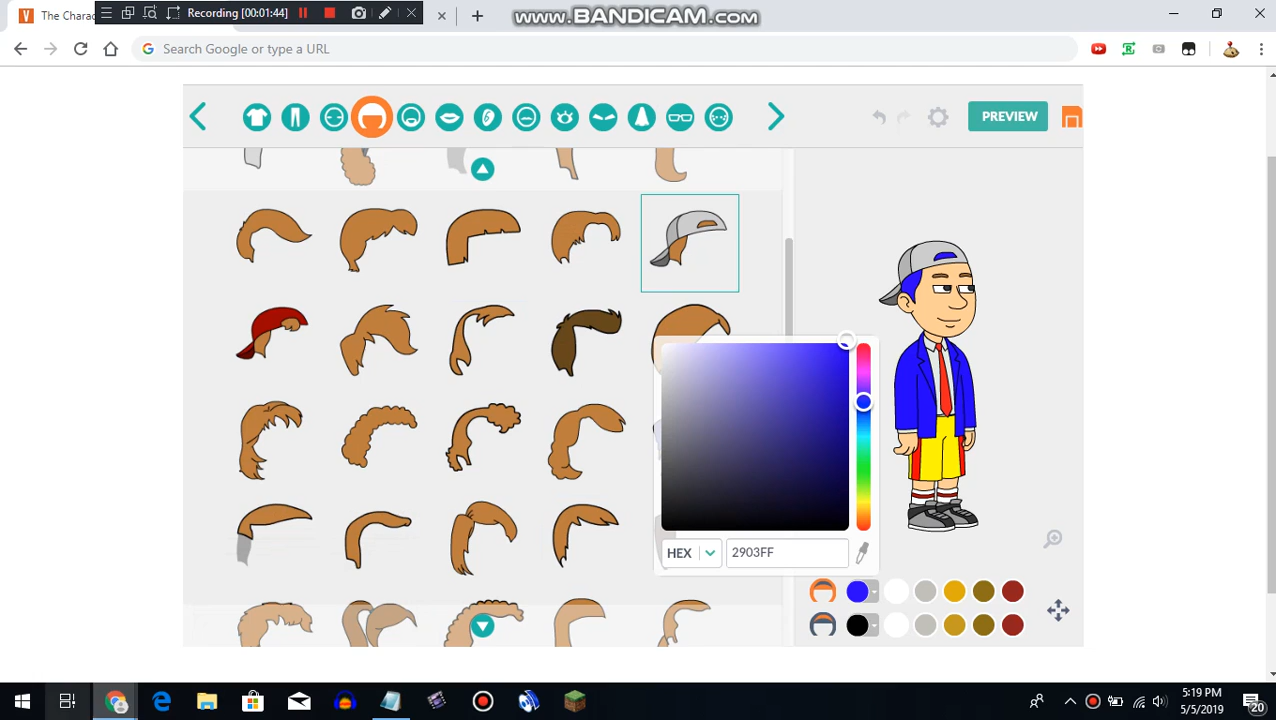 The Charac
Recording [00:01:44]
www.BANDICAM.com
Search Google or type a URL
PREVIEW
HEX
2903FF
5:19 PM
5/5/2019
20